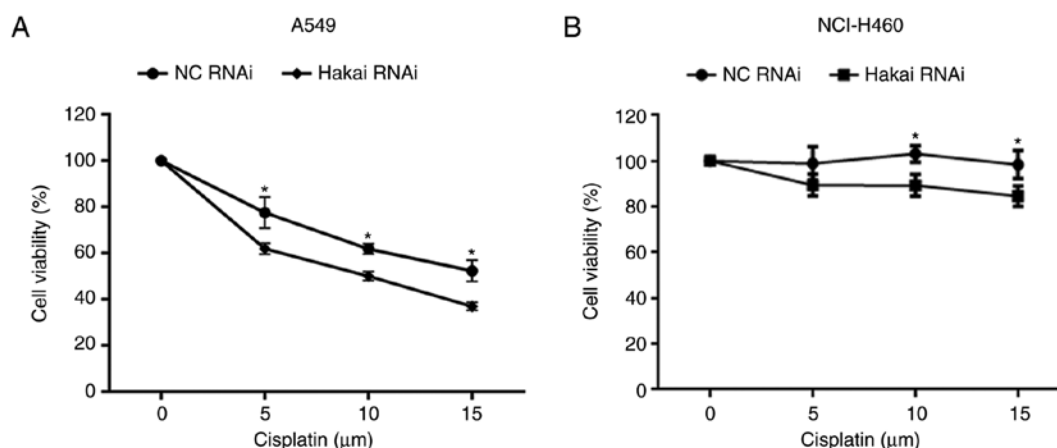 A
A549
NC RNAi
Hakai RNAi
120
100
80
60
40
20
0
Cell viability (%)
*
*
*
0
5
10
15
Cisplatin (μm)
B
NCI-H460
NC RNAi
Hakai RNAi
120
100
80
60
40
20
0
Cell viability (%)
*
*
0
5
10
15
Cisplatin (μm)